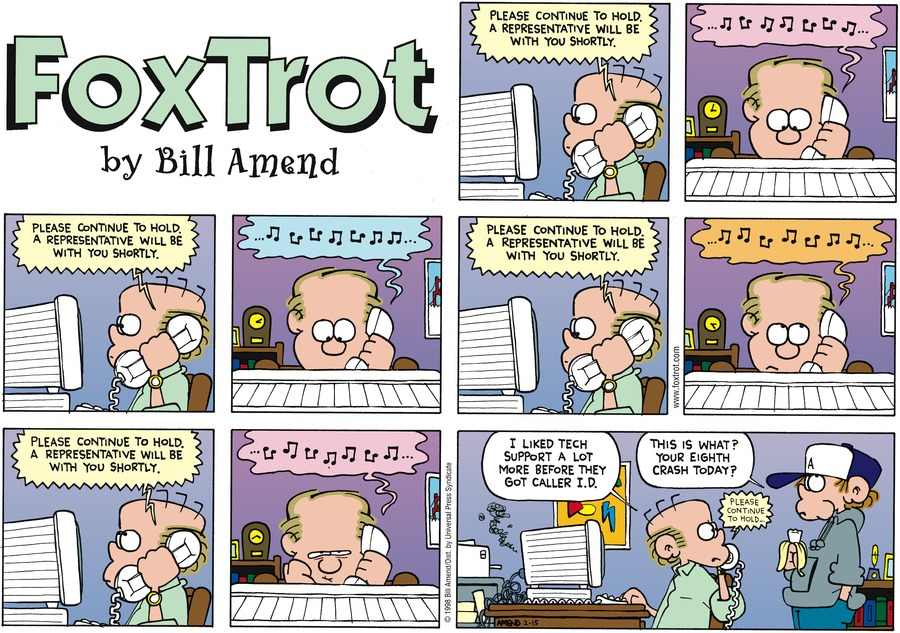 FoxTrot
by Bill Amend
PLEASE CONTINUE TO HOLD.
A REPRESENTATIVE WILL BE
WITH YOU SHORTLY.
...♫ ...
PLEASE CONTINUE TO HOLD.
A REPRESENTATIVE WILL BE
WITH YOU SHORTLY.
...♫ ...
PLEASE CONTINUE TO HOLD.
A REPRESENTATIVE WILL BE
WITH YOU SHORTLY.
...♫ ...
www.foxtrot.com
PLEASE CONTINUE TO HOLD.
A REPRESENTATIVE WILL BE
WITH YOU SHORTLY.
...♫ ...
© 1998 Bill Amend/Dist. by Universal Press Syndicate
I LIKED TECH
SUPPORT A LOT
MORE BEFORE THEY
GOT CALLER I.D.
THIS IS WHAT?
YOUR EIGHTH
CRASH TODAY?
PLEASE
CONTINUE
TO HOLD...
A
AMEND 2-15